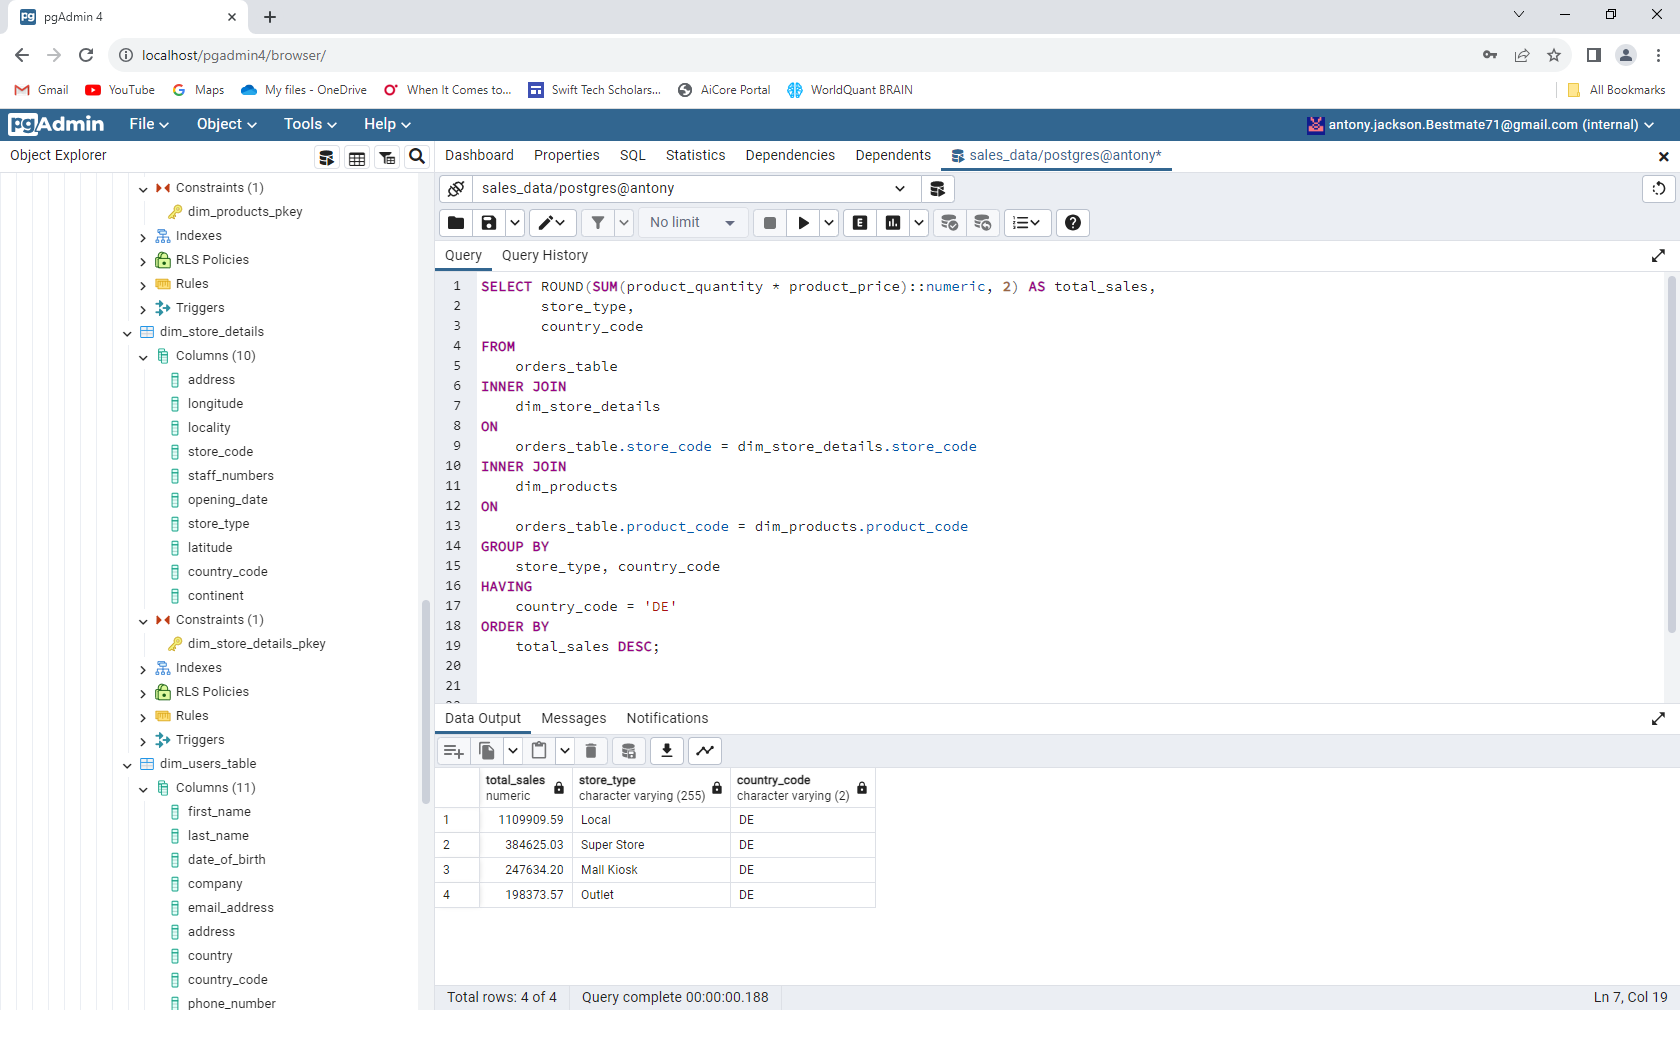 pgAdmin 4
localhost/pgadmin4/browser/
Gmail YouTube Maps My files - OneDrive When It Comes to... Swift Tech Scholars... AiCore Portal WorldQuant BRAIN All Bookmarks
pgAdmin File Object Tools Help antony.jackson.Bestmate71@gmail.com (internal)
Object Explorer
Dashboard Properties SQL Statistics Dependencies Dependents sales_data/postgres@antony*
Constraints (1)
dim_products_pkey
Indexes
RLS Policies
Rules
Triggers
dim_store_details
Columns (10)
address
longitude
locality
store_code
staff_numbers
opening_date
store_type
latitude
country_code
continent
Constraints (1)
dim_store_details_pkey
Indexes
RLS Policies
Rules
Triggers
dim_users_table
Columns (11)
first_name
last_name
date_of_birth
company
email_address
address
country
country_code
phone_number
sales_data/postgres@antony
No limit
E
Query Query History
1 SELECT ROUND(SUM(product_quantity * product_price)::numeric, 2) AS total_sales,
2 store_type,
3 country_code
4 FROM
5 orders_table
6 INNER JOIN
7 dim_store_details
8 ON
9 orders_table.store_code = dim_store_details.store_code
10 INNER JOIN
11 dim_products
12 ON
13 orders_table.product_code = dim_products.product_code
14 GROUP BY
15 store_type, country_code
16 HAVING
17 country_code = 'DE'
18 ORDER BY
19 total_sales DESC;
20
21
Data Output Messages Notifications
total_sales store_type country_code
numeric character varying (255) character varying (2)
1 1109909.59 Local DE
2 384625.03 Super Store DE
3 247634.20 Mall Kiosk DE
4 198373.57 Outlet DE
Total rows: 4 of 4 Query complete 00:00:00.188 Ln 7, Col 19